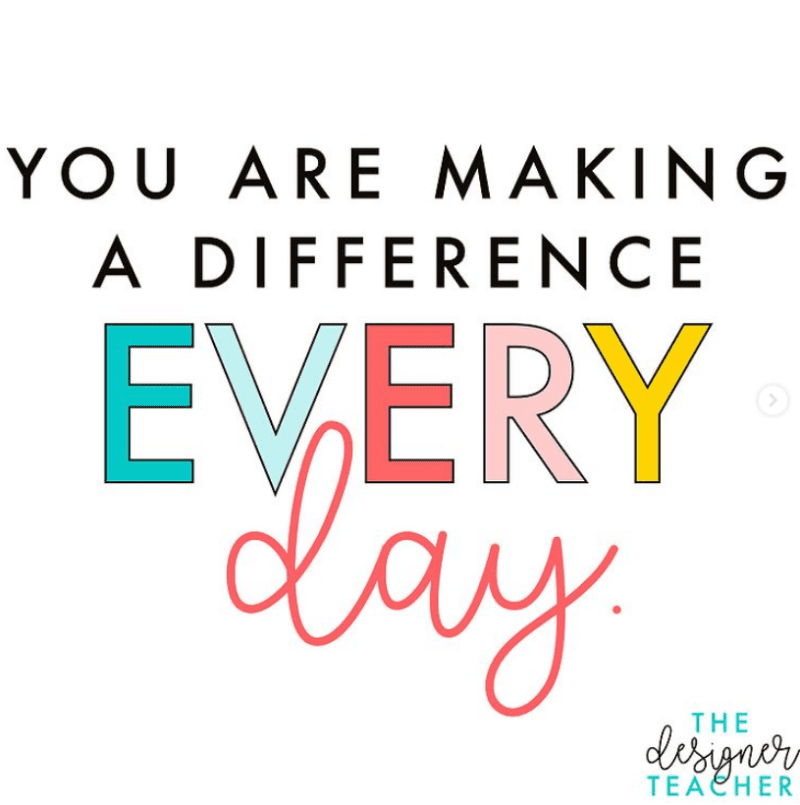 YOU ARE MAKING
A DIFFERENCE
EVERY
day.
THE
designer
TEACHER